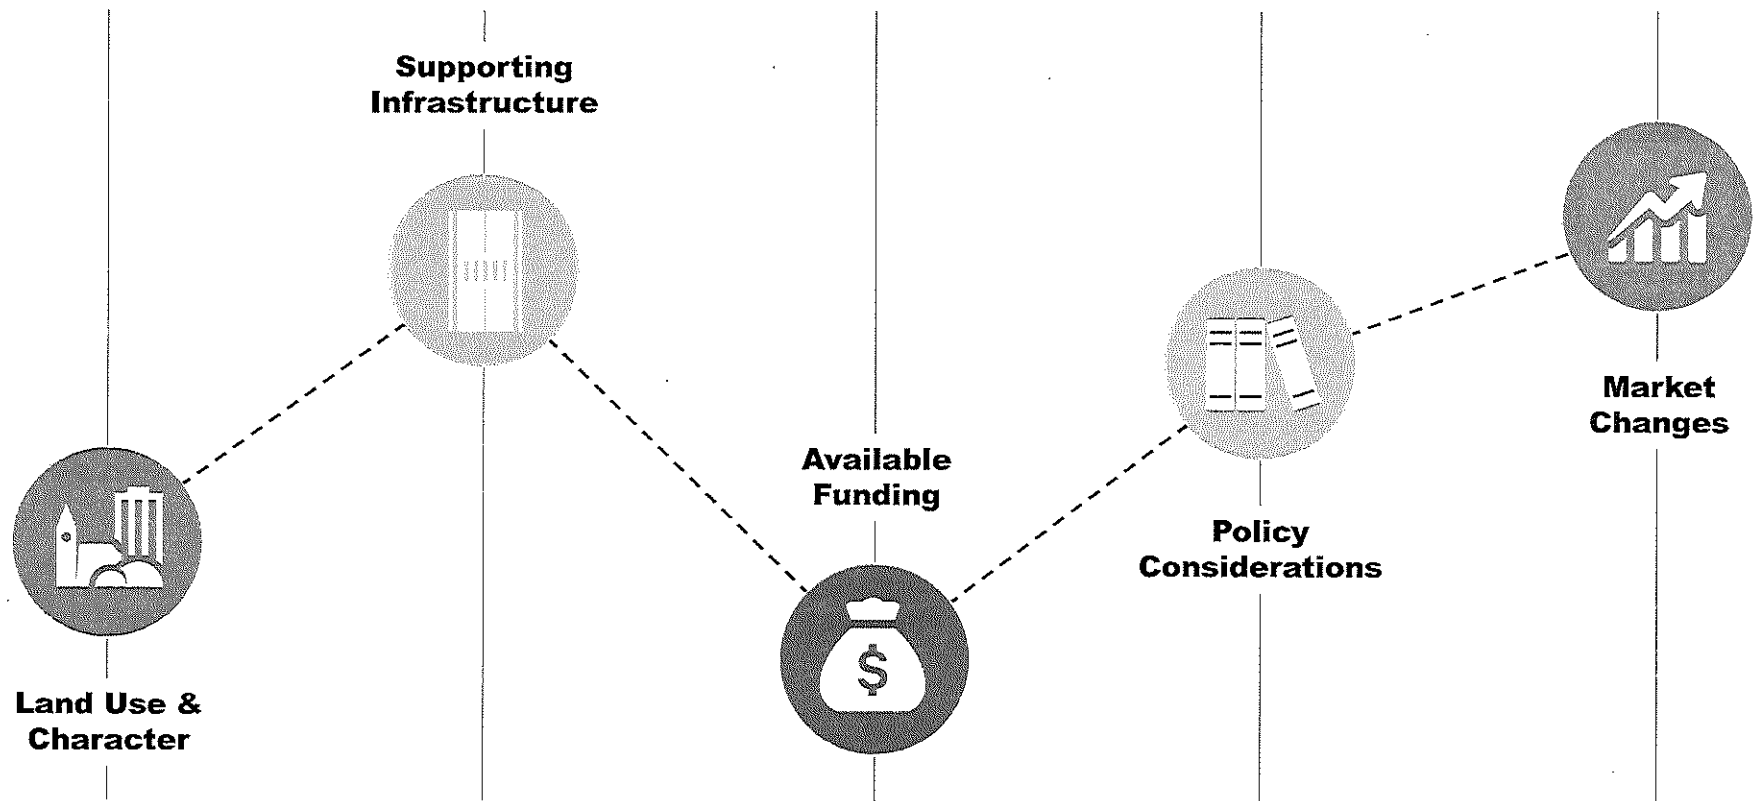 Supporting
Infrastructure
Market
Changes
Available
Funding
$
Policy
Considerations
Land Use &
Character